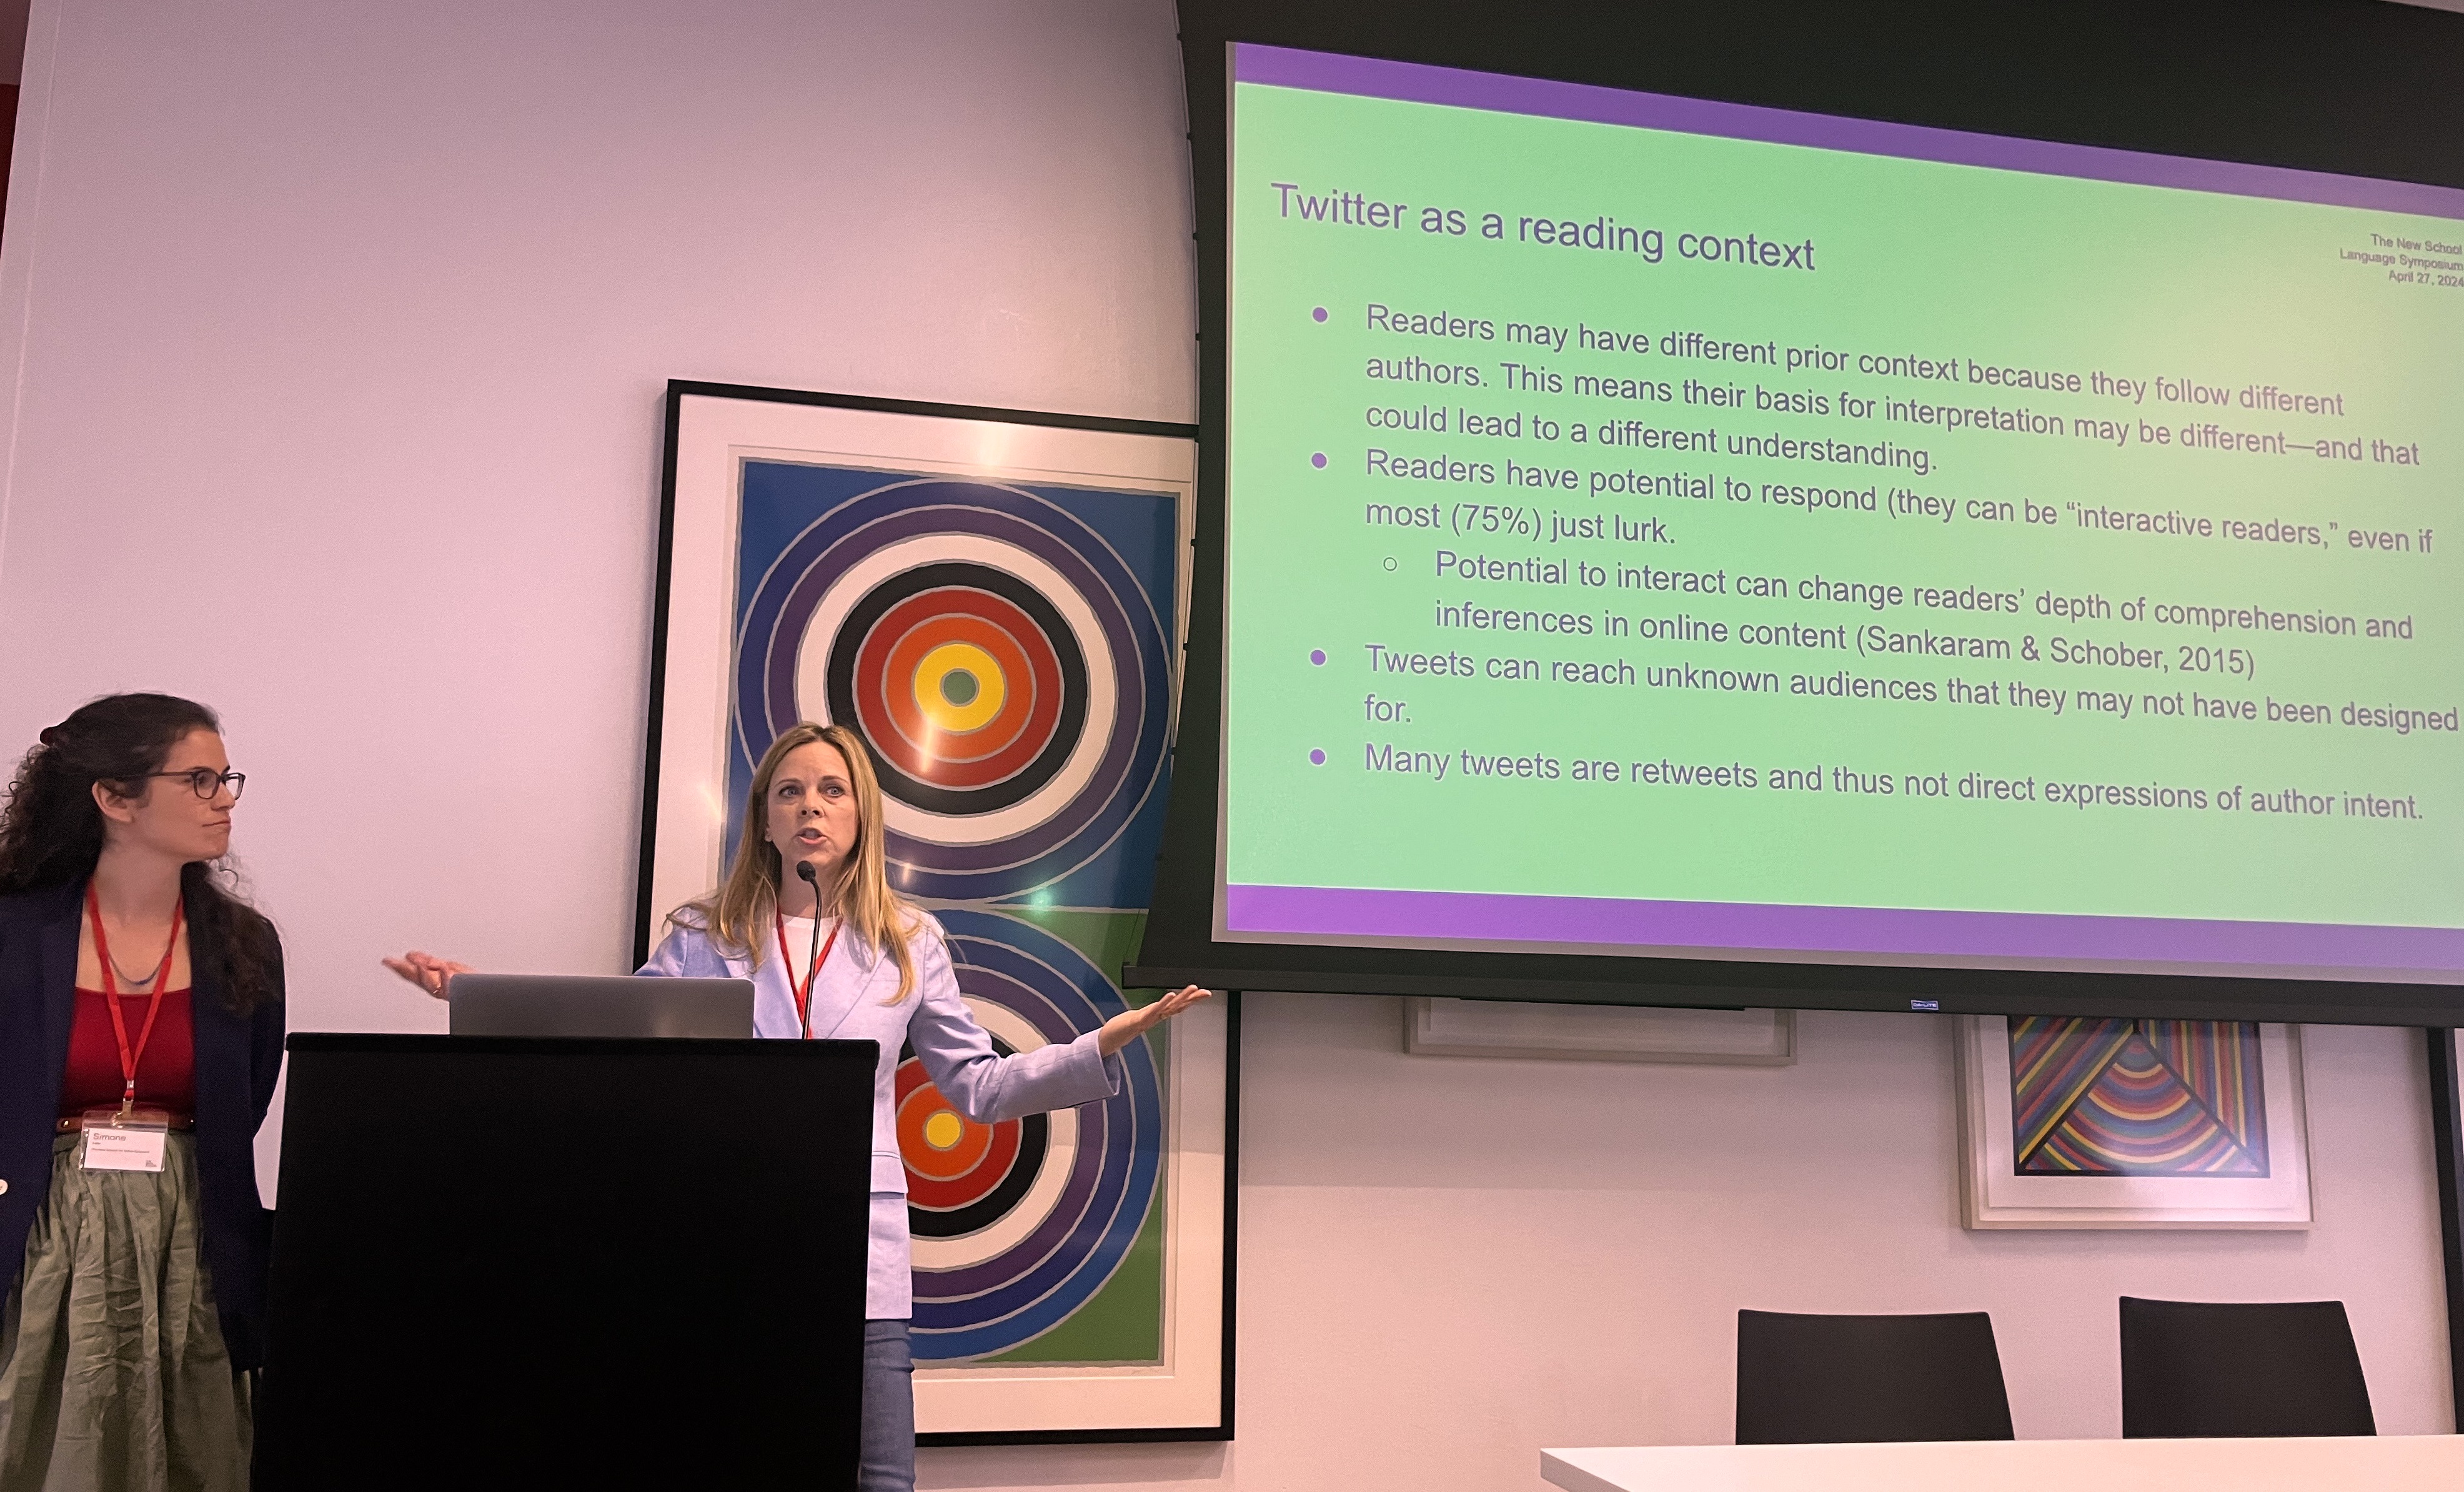 Twitter as a reading context
The New School
Language Symposium
April 27, 2024
Readers may have different prior context because they follow different
authors. This means their basis for interpretation may be different—and that
could lead to a different understanding.
Readers have potential to respond (they can be “interactive readers,” even if
most (75%) just lurk.
Potential to interact can change readers’ depth of comprehension and
inferences in online content (Sankaram & Schober, 2015)
Tweets can reach unknown audiences that they may not have been designed
for.
Many tweets are retweets and thus not direct expressions of author intent.
Simone